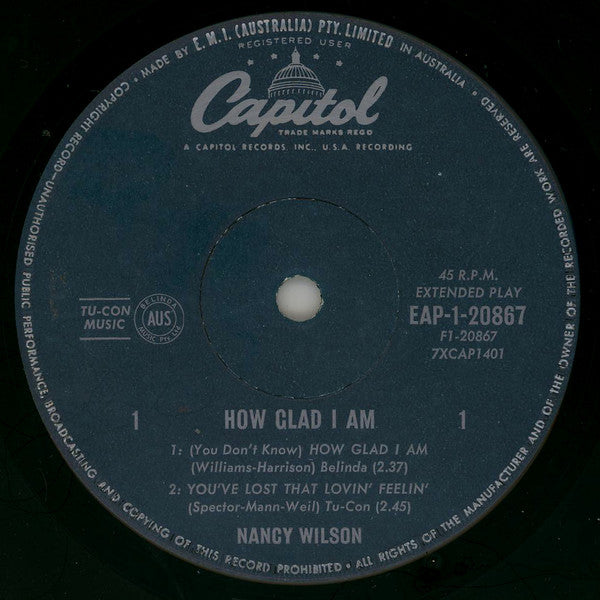 MADE BY E.M.I. (AUSTRALIA) PTY. LIMITED IN AUSTRALIA • ALL RIGHTS OF THE MANUFACTURER AND OF THE OWNER OF THE RECORDED WORK ARE RESERVED
COPYRIGHT RECORD—UNAUTHORISED PUBLIC PERFORMANCE, BROADCASTING AND COPYING OF THIS RECORD PROHIBITED •
REGISTERED USER
Capitol
TRADE MARKS REGD
A CAPITOL RECORDS, INC., U.S.A. RECORDING
45 R.P.M.
EXTENDED PLAY
EAP-1-20867
F1-20867
7XCAP1401
TU-CON
MUSIC
BELINDA
AUS
MUSIC PTY. LTD.
1 HOW GLAD I AM 1
1: (You Don't Know) HOW GLAD I AM
(Williams-Harrison) Belinda (2.37)
2: YOU'VE LOST THAT LOVIN' FEELIN'
(Spector-Mann-Weil) Tu-Con (2.45)
NANCY WILSON